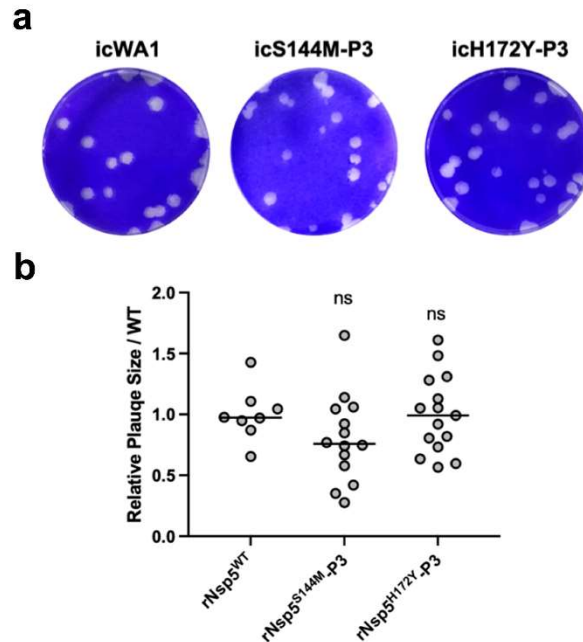 a
icWA1 icS144M-P3 icH172Y-P3
b
Relative Plauqe Size / WT
2.0
1.5
1.0
0.5
0.0
ns
ns
rNsp5WT
rNsp5S144M-P3
rNsp5H172Y-P3